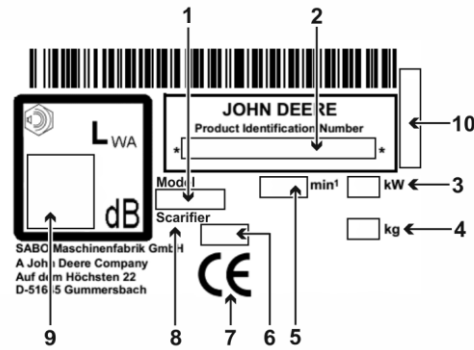 1
2
JOHN DEERE
Product Identification Number
*
*
10
L WA
dB
Model
Scarifier
min¹
kW
3
kg
4
SABO Maschinenfabrik GmbH
A John Deere Company
Auf dem Höchsten 22
D-51645 Gummersbach
CE
9
8
7
6
5